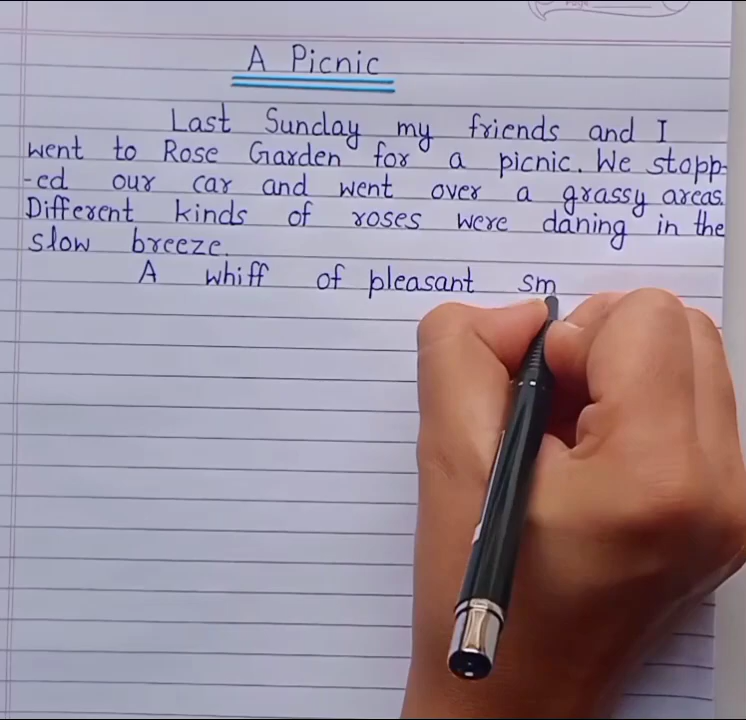 A Picnic
Last Sunday my friends and I
went to Rose Garden for a picnic. We stopp-
-ed our car and went over a grassy areas.
Different kinds of roses were daning in the
slow breeze.
A whiff of pleasant sm